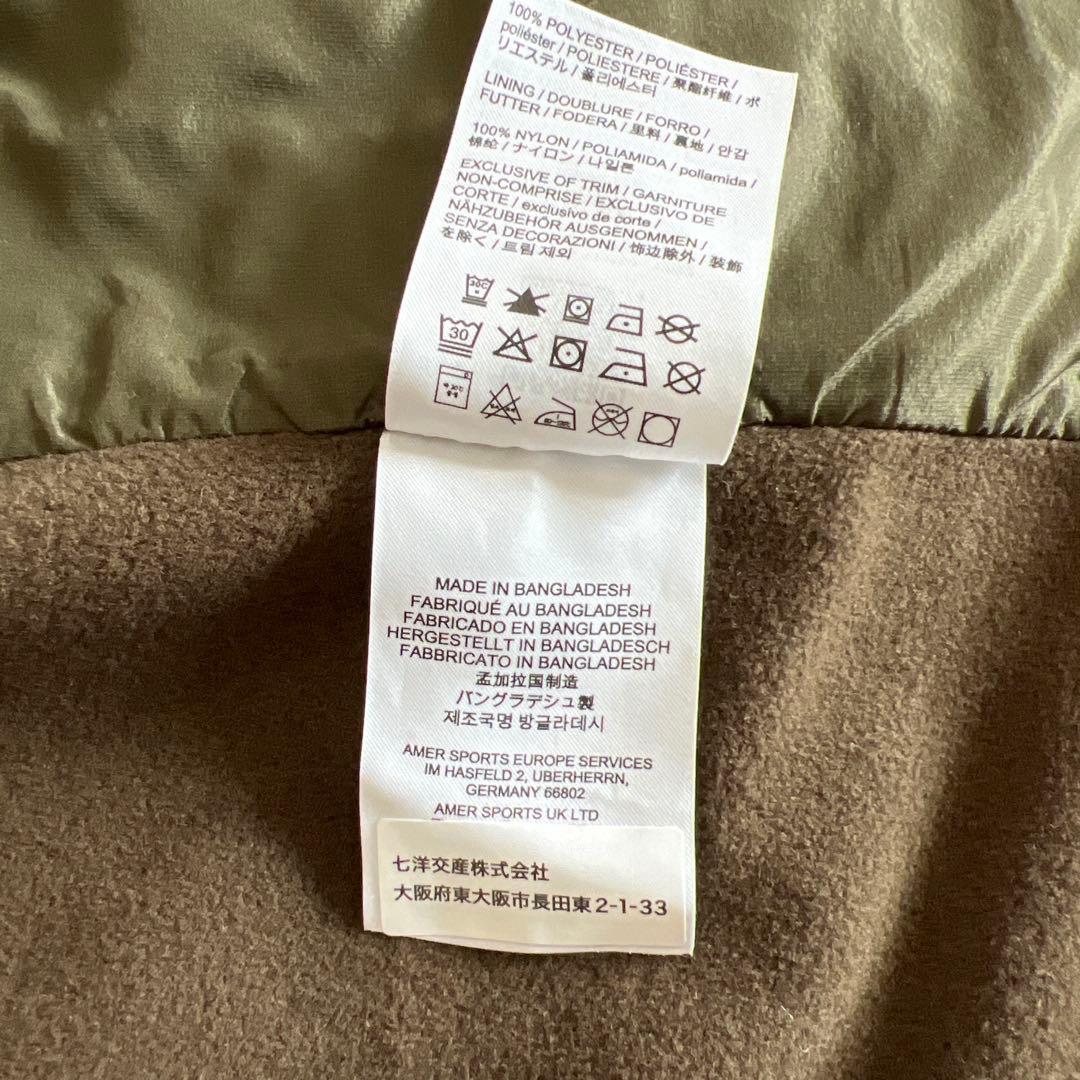 100% POLYESTER / POLIÉSTER /
poliéster / POLIESTERE / 聚酯纤维 / ポ
リエステル / 폴리에스터
LINING / DOUBLURE / FORRO /
FUTTER / FODERA / 里料 / 裏地 / 안감
100% NYLON / POLIAMIDA / poliamida /
锦纶 / ナイロン / 나일론
EXCLUSIVE OF TRIM / GARNITURE
NON-COMPRISE / EXCLUSIVO DE
CORTE / exclusivo de corte /
NÄHZUBEHÖR AUSGENOMMEN /
SENZA DECORAZIONI / 饰边除外 / 装飾
を除く / 트림 제외
30C
30
MADE IN BANGLADESH
FABRIQUÉ AU BANGLADESH
FABRICADO EN BANGLADESH
HERGESTELLT IN BANGLADESCH
FABBRICATO IN BANGLADESH
孟加拉国制造
バングラデシュ製
제조국명 방글라데시
AMER SPORTS EUROPE SERVICES
IM HASFELD 2, UBERHERRN,
GERMANY 66802
AMER SPORTS UK LTD
七洋交産株式会社
大阪府東大阪市長田東2-1-33